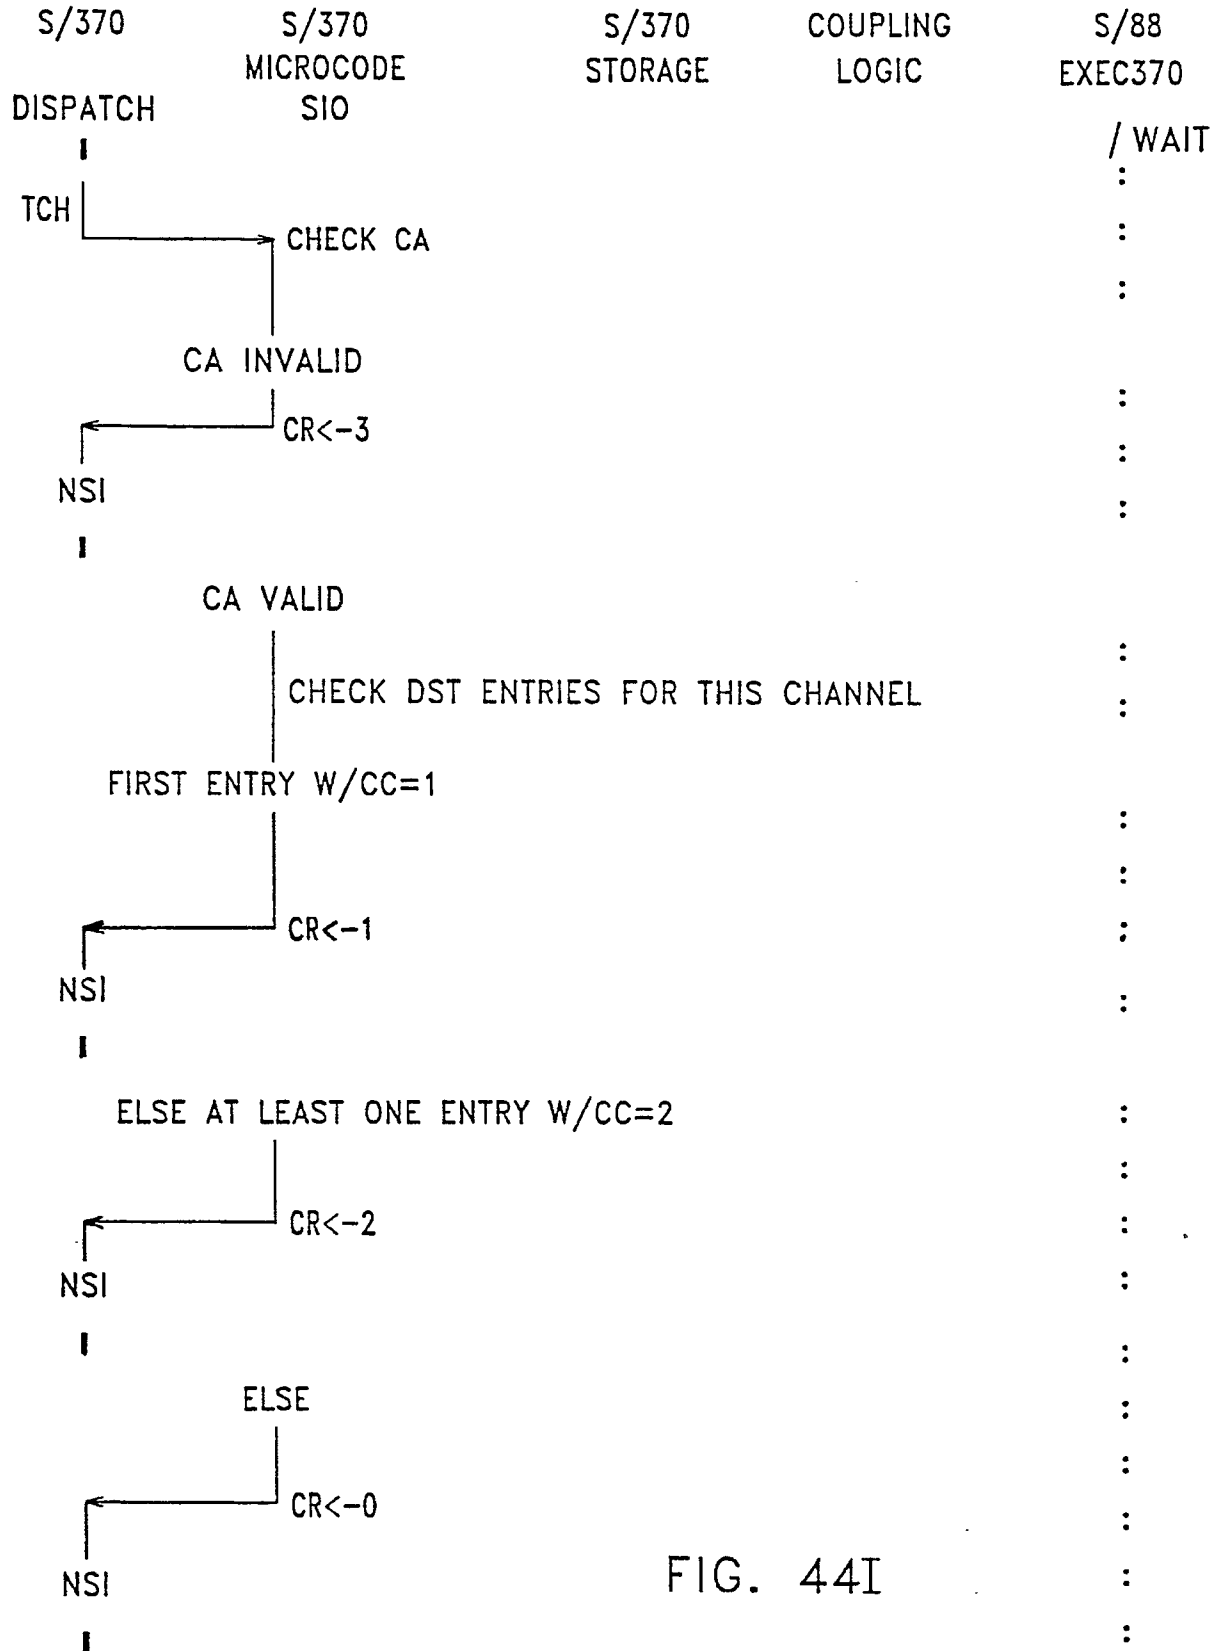 S/370 S/370 S/370 COUPLING S/88
MICROCODE STORAGE LOGIC EXEC370
DISPATCH SIO
/ WAIT
TCH
CHECK CA
CA INVALID
CR<-3
NSI
CA VALID
CHECK DST ENTRIES FOR THIS CHANNEL
FIRST ENTRY W/CC=1
CR<-1
NSI
ELSE AT LEAST ONE ENTRY W/CC=2
CR<-2
NSI
ELSE
CR<-0
NSI
FIG. 44I